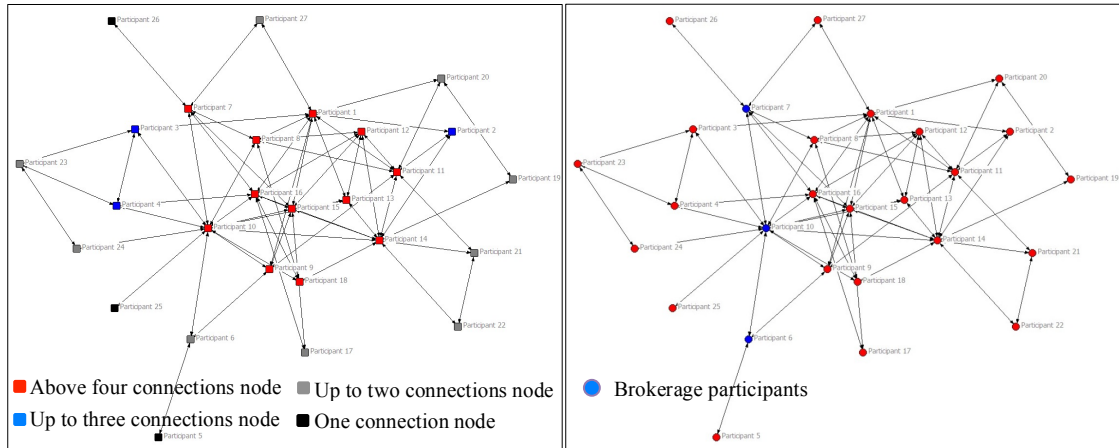 Participant 26
Participant 27
Participant 20
Participant 7
Participant 1
Participant 3
Participant 12
Participant 2
Participant 8
Participant 23
Participant 11
Participant 19
Participant 16
Participant 13
Participant 4
Participant 15
Participant 10
Participant 14
Participant 24
Participant 21
Participant 9
Participant 18
Participant 25
Participant 22
Participant 6
Participant 17
Above four connections node
Up to two connections node
Up to three connections node
One connection node
Participant 5
Participant 26
Participant 27
Participant 20
Participant 7
Participant 1
Participant 3
Participant 12
Participant 2
Participant 8
Participant 23
Participant 11
Participant 19
Participant 16
Participant 13
Participant 4
Participant 15
Participant 10
Participant 14
Participant 24
Participant 21
Participant 9
Participant 18
Participant 25
Participant 22
Participant 6
Participant 17
Brokerage participants
Participant 5